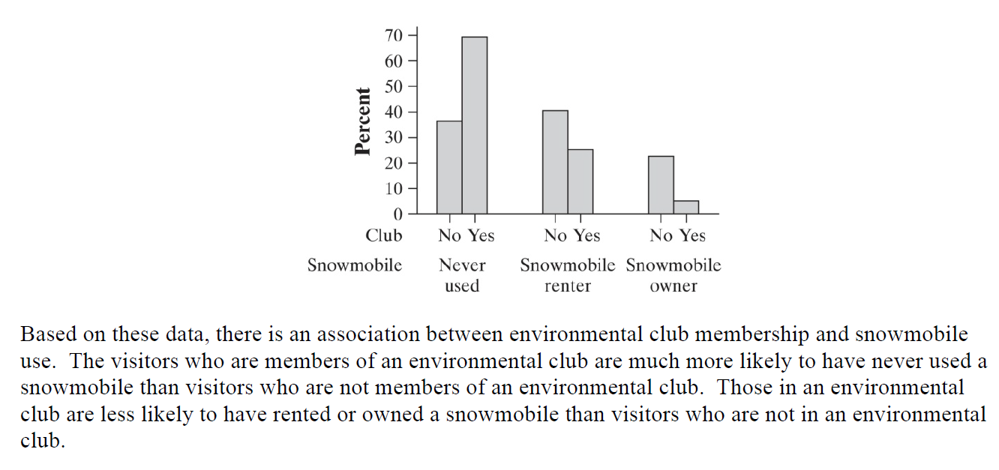 70
60
50
40
30
20
10
0
Percent
Club No Yes No Yes No Yes
Snowmobile Never Snowmobile Snowmobile
used renter owner
Based on these data, there is an association between environmental club membership and snowmobile
use. The visitors who are members of an environmental club are much more likely to have never used a
snowmobile than visitors who are not members of an environmental club. Those in an environmental
club are less likely to have rented or owned a snowmobile than visitors who are not in an environmental
club.